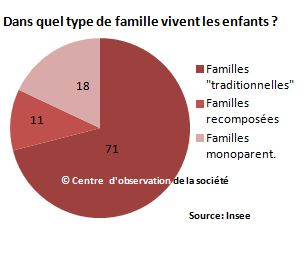 Dans quel type de famille vivent les enfants ?
18
11
71
Familles
"traditionnelles"
Familles
recomposées
Familles
monoparent.
© Centre d'observation de la société
Source: Insee